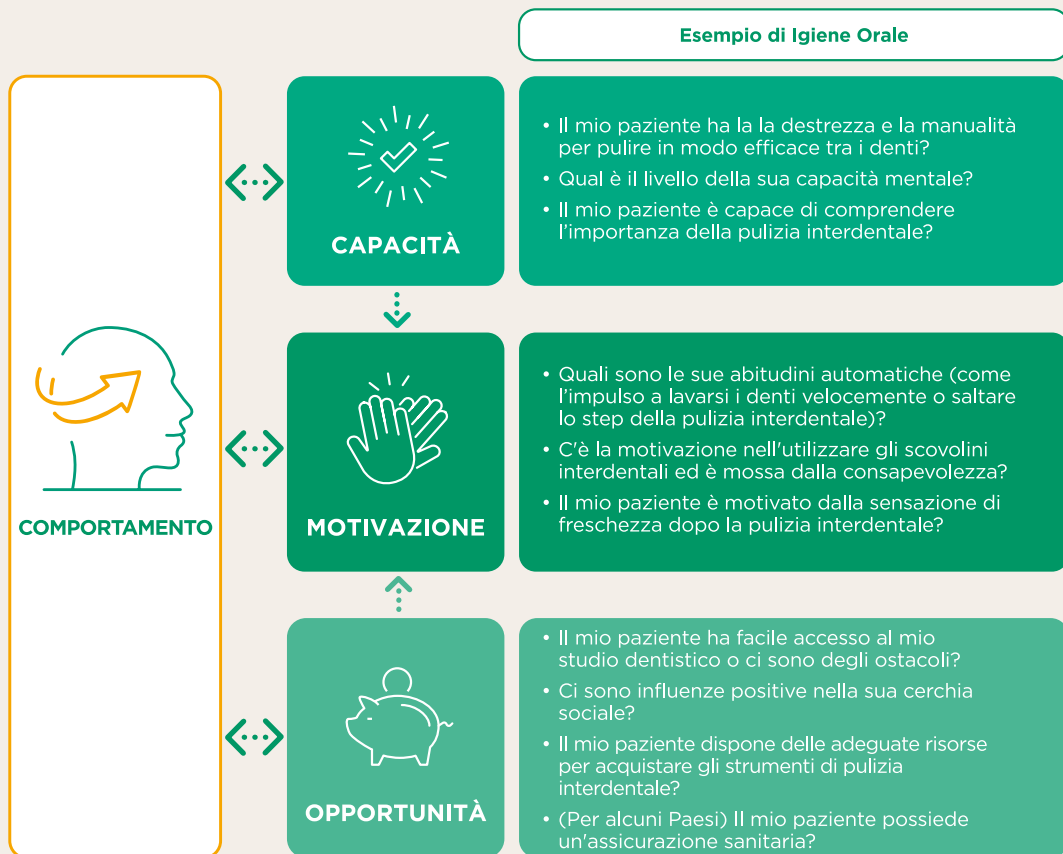 Esempio di Igiene Orale
• Il mio paziente ha la la destrezza e la manualità
per pulire in modo efficace tra i denti?
• Qual è il livello della sua capacità mentale?
• Il mio paziente è capace di comprendere
l'importanza della pulizia interdentale?
CAPACITÀ
• Quali sono le sue abitudini automatiche (come
l'impulso a lavarsi i denti velocemente o saltare
lo step della pulizia interdentale)?
• C'è la motivazione nell'utilizzare gli scovolini
interdentali ed è mossa dalla consapevolezza?
• Il mio paziente è motivato dalla sensazione di
freschezza dopo la pulizia interdentale?
COMPORTAMENTO
MOTIVAZIONE
• Il mio paziente ha facile accesso al mio
studio dentistico o ci sono degli ostacoli?
• Ci sono influenze positive nella sua cerchia
sociale?
• Il mio paziente dispone delle adeguate risorse
per acquistare gli strumenti di pulizia
interdentale?
• (Per alcuni Paesi) Il mio paziente possiede
un'assicurazione sanitaria?
OPPORTUNITÀ